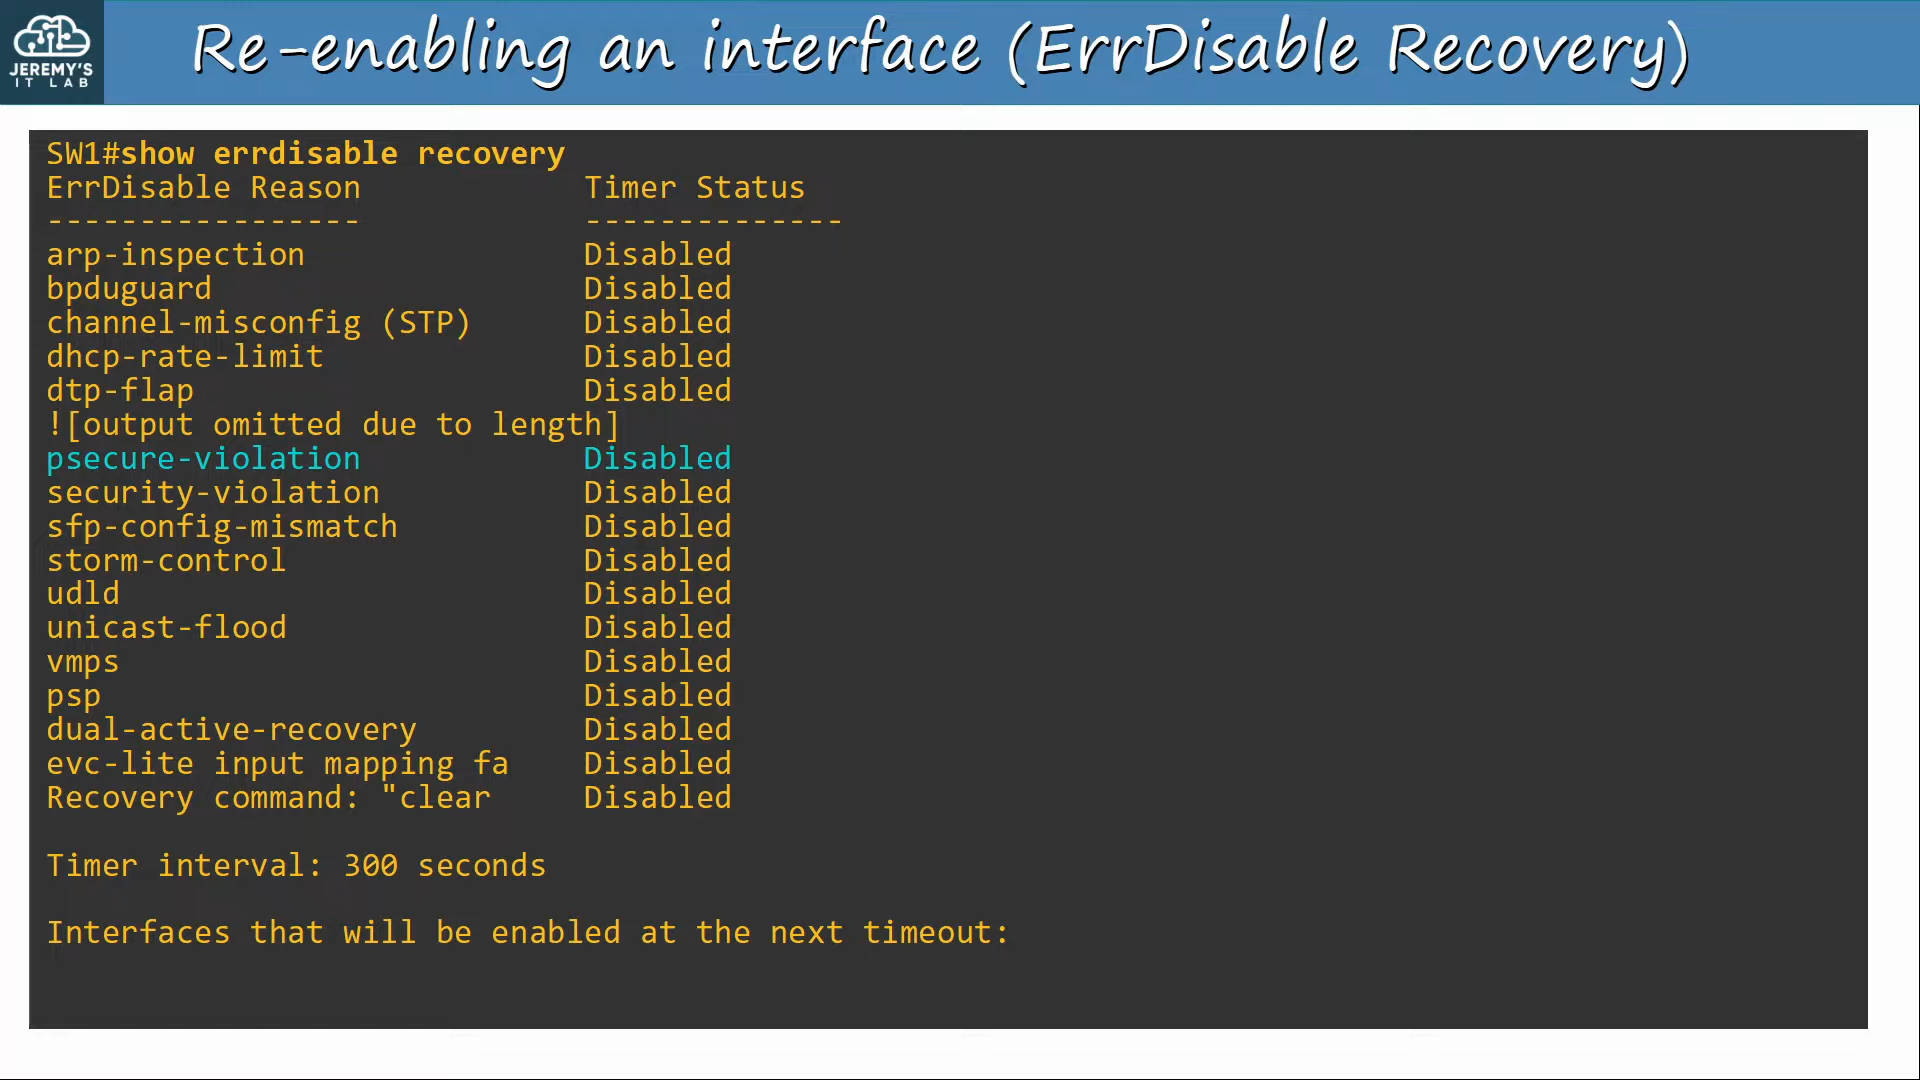 JEREMY'S
IT LAB
Re-enabling an interface (ErrDisable Recovery)
SW1#show errdisable recovery
ErrDisable Reason Timer Status
----------------- --------------
arp-inspection Disabled
bpduguard Disabled
channel-misconfig (STP) Disabled
dhcp-rate-limit Disabled
dtp-flap Disabled
![output omitted due to length]
psecure-violation Disabled
security-violation Disabled
sfp-config-mismatch Disabled
storm-control Disabled
udld Disabled
unicast-flood Disabled
vmps Disabled
psp Disabled
dual-active-recovery Disabled
evc-lite input mapping fa Disabled
Recovery command: "clear Disabled
Timer interval: 300 seconds
Interfaces that will be enabled at the next timeout: